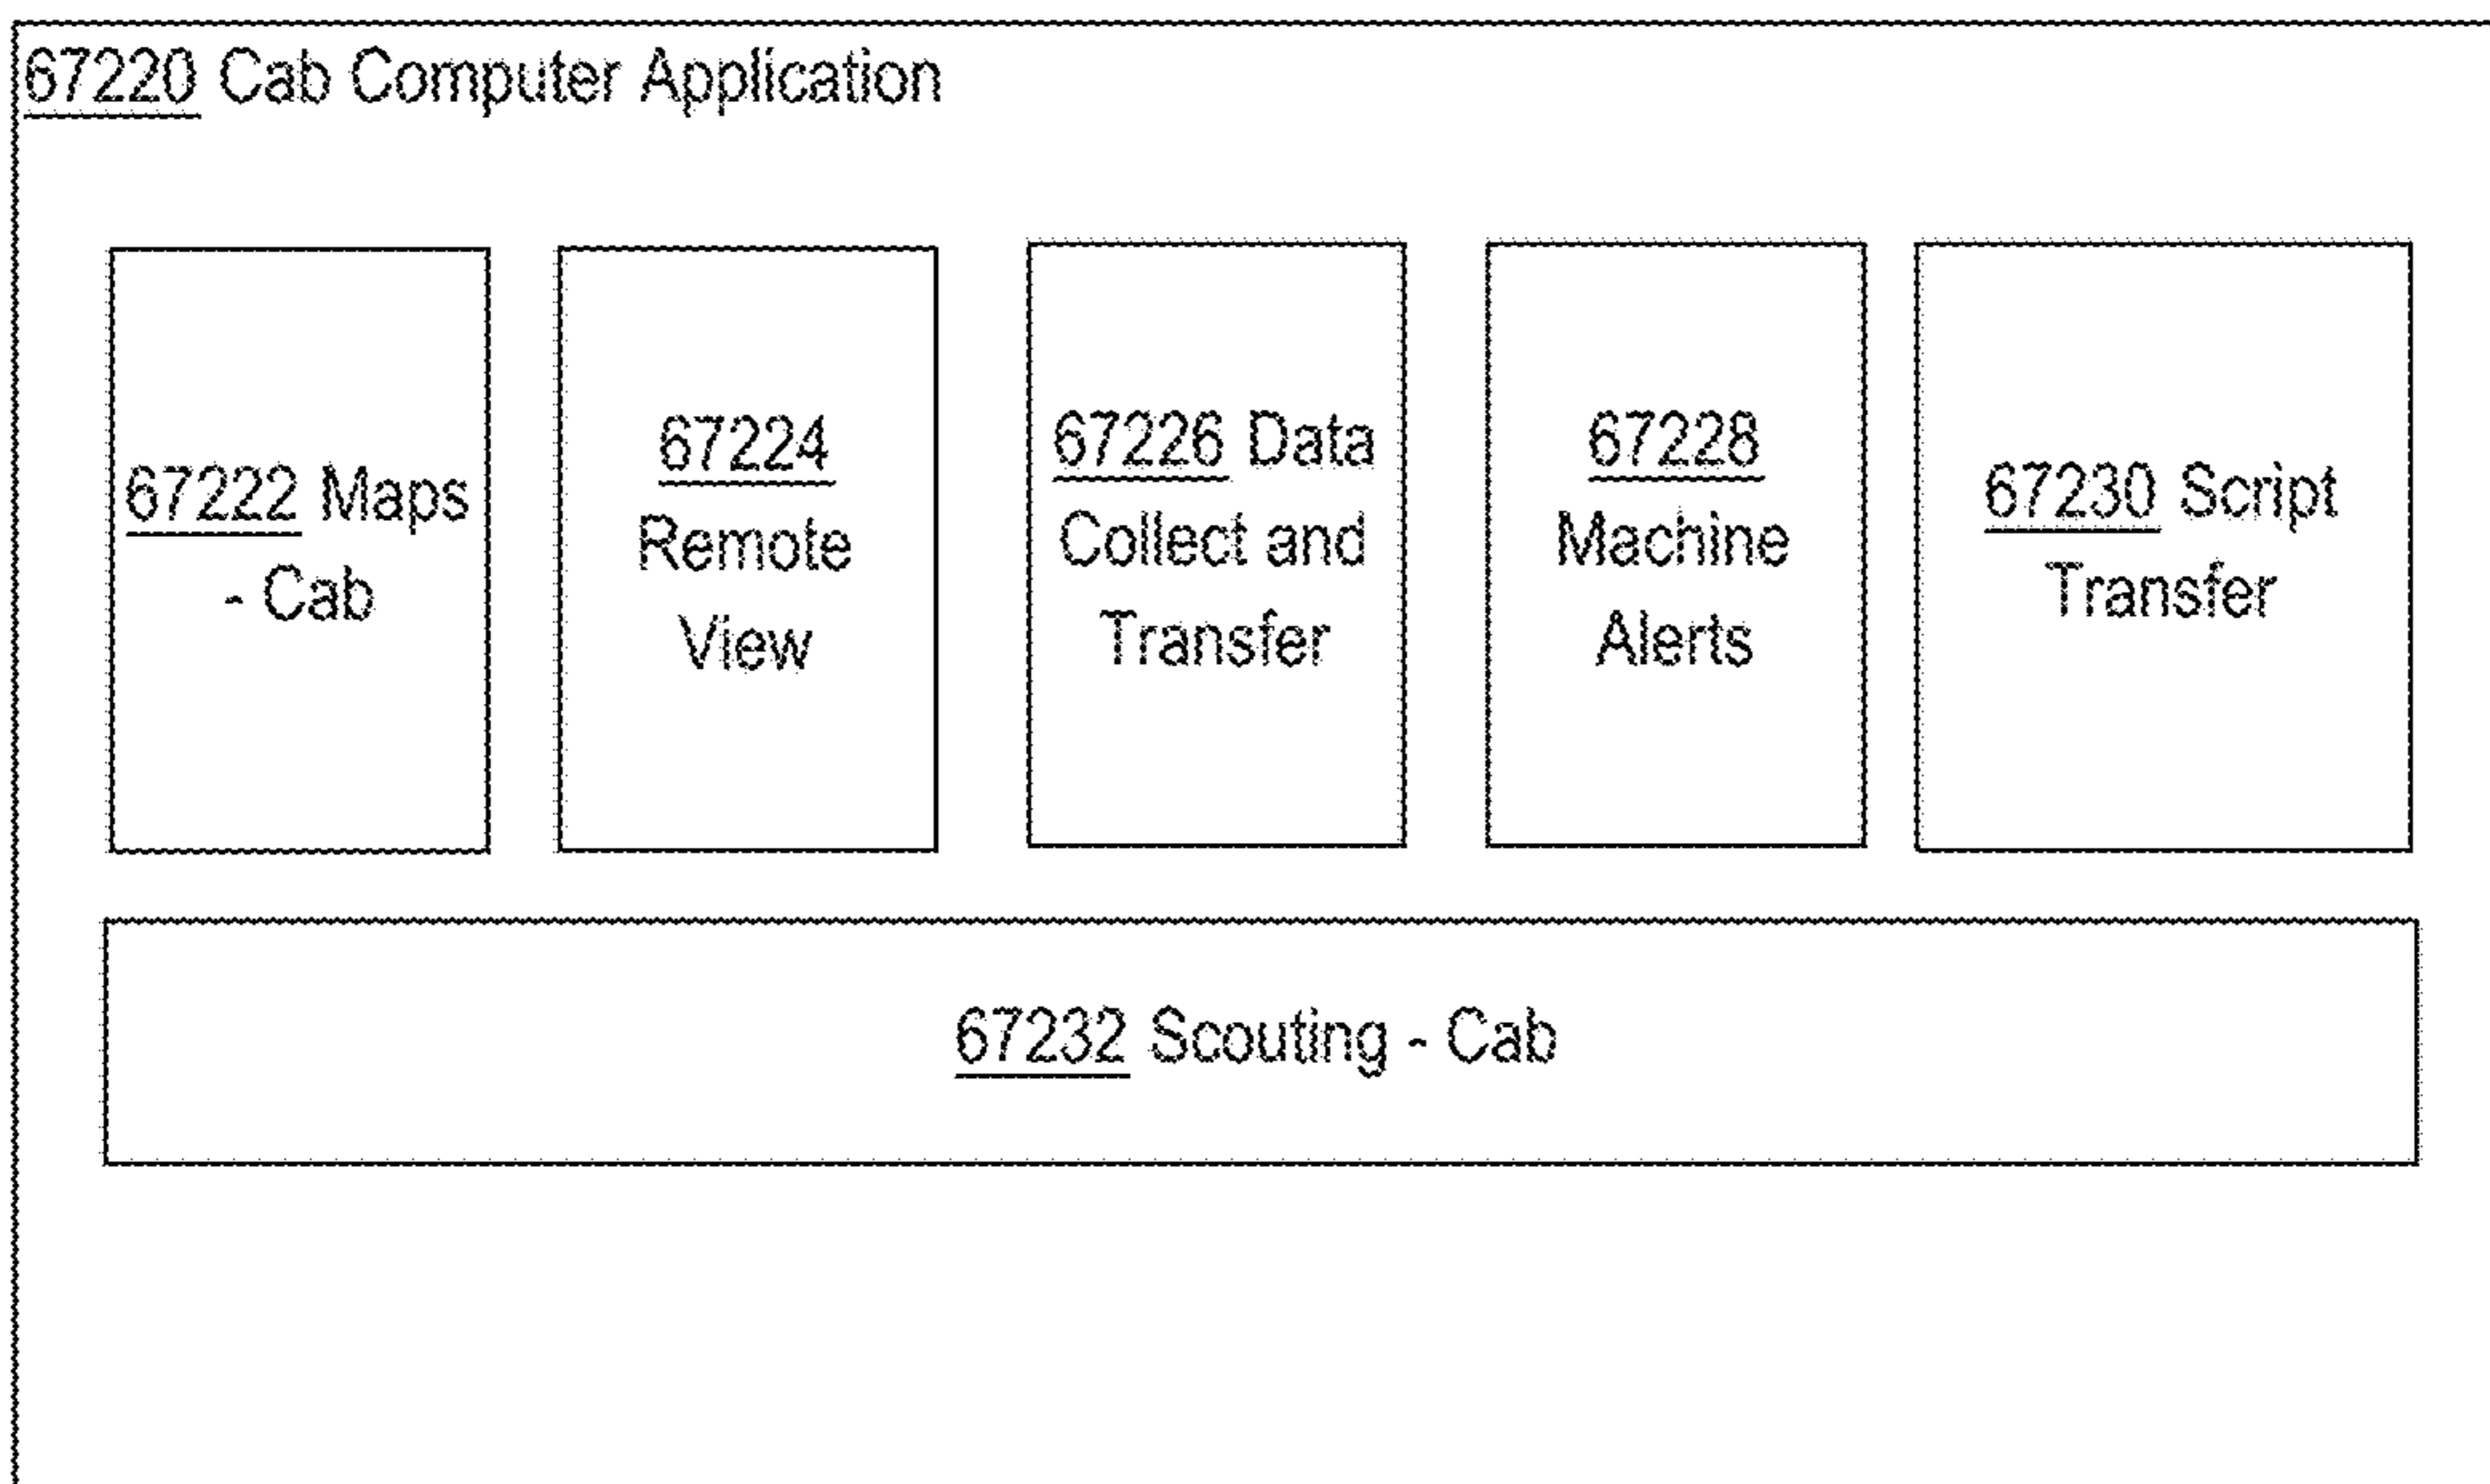 67220 Cab Computer Application
67222 Maps
- Cab
67224
Remote
View
67226 Data
Collect and
Transfer
67228
Machine
Alerts
67230 Script
Transfer
67232 Scouting - Cab